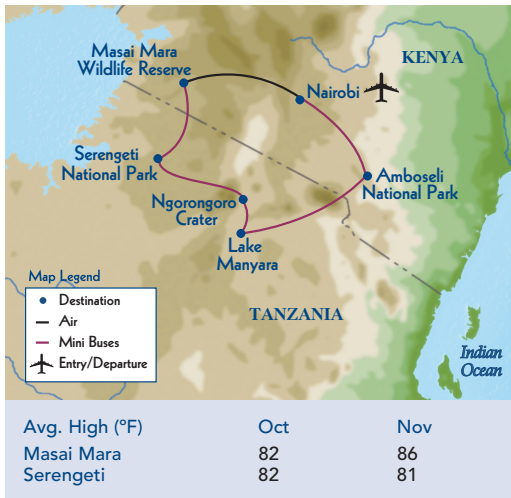 Masai Mara
Wildlife Reserve
KENYA
Nairobi
Serengeti
National Park
Amboseli
National Park
Ngorongoro
Crater
Lake
Manyara
Map Legend
Destination
Air
Mini Buses
Entry/Departure
TANZANIA
Indian
Ocean
Avg. High (ºF) Oct Nov
Masai Mara 82 86
Serengeti 82 81